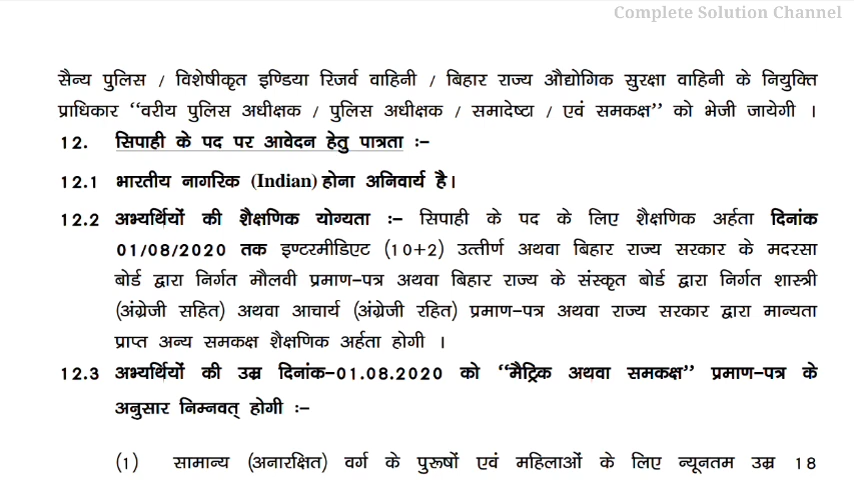 Complete Solution Channel
सैन्य पुलिस / विशेषीकृत इण्डिया रिजर्व वाहिनी / बिहार राज्य औद्योगिक सुरक्षा वाहिनी के नियुक्ति
प्राधिकार “वरीय पुलिस अधीक्षक / पुलिस अधीक्षक / समादेष्टा / एवं समकक्ष” को भेजी जायेगी ।
12. सिपाही के पद पर आवेदन हेतु पात्रता :–
12.1 भारतीय नागरिक (Indian) होना अनिवार्य है।
12.2 अभ्यर्थियों की शैक्षणिक योग्यता :– सिपाही के पद के लिए शैक्षणिक अर्हता दिनांक
01/08/2020 तक इण्टरमीडिएट (10+2) उत्तीर्ण अथवा बिहार राज्य सरकार के मदरसा
बोर्ड द्वारा निर्गत मौलवी प्रमाण–पत्र अथवा बिहार राज्य के संस्कृत बोर्ड द्वारा निर्गत शास्त्री
(अंग्रेजी सहित) अथवा आचार्य (अंग्रेजी रहित) प्रमाण–पत्र अथवा राज्य सरकार द्वारा मान्यता
प्राप्त अन्य समकक्ष शैक्षणिक अर्हता होगी ।
12.3 अभ्यर्थियों की उम्र दिनांक–01.08.2020 को “मैट्रिक अथवा समकक्ष” प्रमाण–पत्र के
अनुसार निम्नवत् होगी :–
(1) सामान्य (अनारक्षित) वर्ग के पुरूषों एवं महिलाओं के लिए न्यूनतम उम्र 18